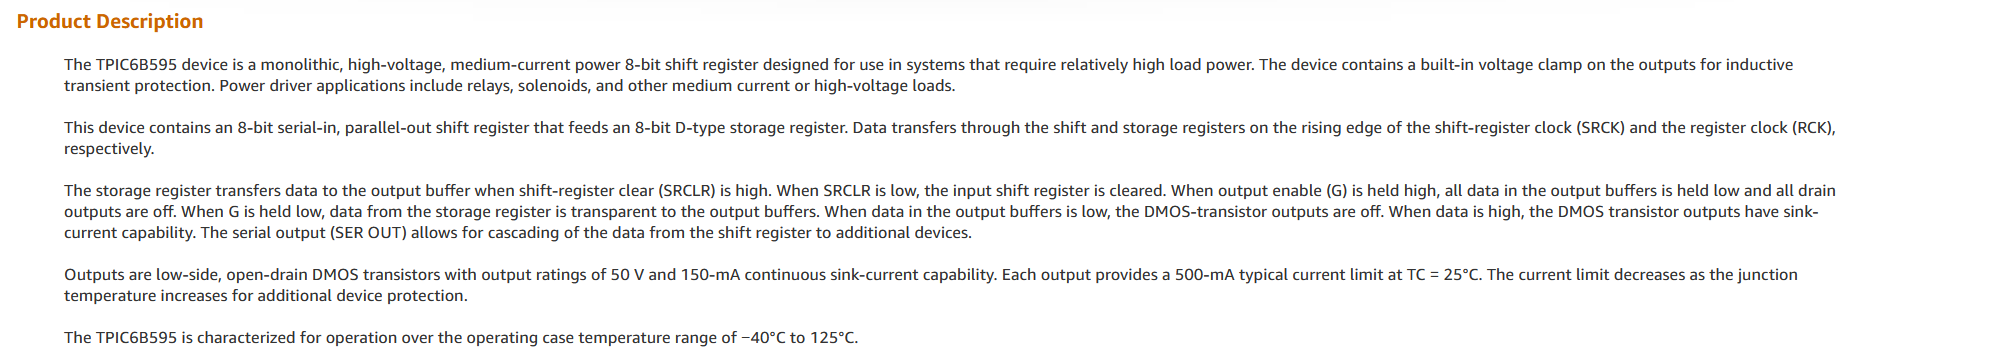 Product Description
The TPIC6B595 device is a monolithic, high-voltage, medium-current power 8-bit shift register designed for use in systems that require relatively high load power. The device contains a built-in voltage clamp on the outputs for inductive
transient protection. Power driver applications include relays, solenoids, and other medium current or high-voltage loads.
This device contains an 8-bit serial-in, parallel-out shift register that feeds an 8-bit D-type storage register. Data transfers through the shift and storage registers on the rising edge of the shift-register clock (SRCK) and the register clock (RCK),
respectively.
The storage register transfers data to the output buffer when shift-register clear (SRCLR) is high. When SRCLR is low, the input shift register is cleared. When output enable (G) is held high, all data in the output buffers is held low and all drain
outputs are off. When G is held low, data from the storage register is transparent to the output buffers. When data in the output buffers is low, the DMOS-transistor outputs are off. When data is high, the DMOS transistor outputs have sink-
current capability. The serial output (SER OUT) allows for cascading of the data from the shift register to additional devices.
Outputs are low-side, open-drain DMOS transistors with output ratings of 50 V and 150-mA continuous sink-current capability. Each output provides a 500-mA typical current limit at TC = 25°C. The current limit decreases as the junction
temperature increases for additional device protection.
The TPIC6B595 is characterized for operation over the operating case temperature range of −40°C to 125°C.